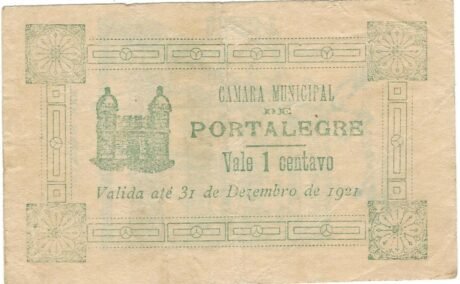 CAMARA MUNICIPAL
DE
PORTALEGRE
Vale 1 centavo
Valida até 31 de Dezembro de 1921